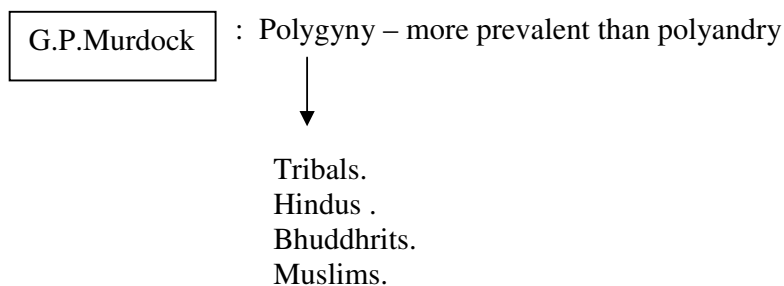 G.P.Murdock : Polygyny – more prevalent than polyandry
Tribals.
Hindus .
Bhuddhrits.
Muslims.